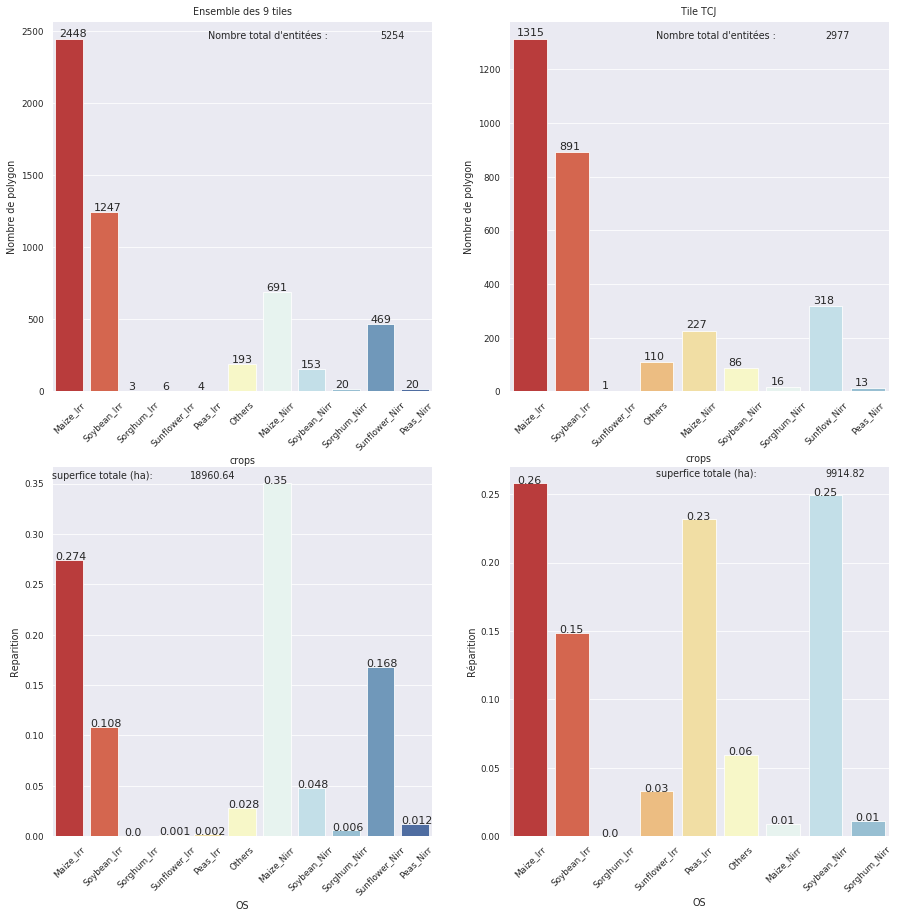 Ensemble des 9 tiles
Nombre total d'entitées : 5254
Nombre de polygon
2500
2000
1500
1000
500
0
2448
1247
3
6
4
193
691
153
20
469
20
Maize_Irr
Soybean_Irr
Sorghum_Irr
Sunflower_Irr
Peas_Irr
Others
Maize_Nirr
Soybean_Nirr
Sorghum_Nirr
Sunflower_Nirr
Peas_Nirr
crops
Tile TCJ
Nombre total d'entitées : 2977
Nombre de polygon
1200
1000
800
600
400
200
0
1315
891
1
110
227
86
16
318
13
Maize_Irr
Soybean_Irr
Sunflower_Irr
Others
Maize_Nirr
Soybean_Nirr
Sorghum_Nirr
Sunflow_Nirr
Peas_Nirr
crops
superfice totale (ha): 18960.64
Reparition
0.35
0.30
0.25
0.20
0.15
0.10
0.05
0.00
0.274
0.108
0.0
0.001
0.002
0.028
0.35
0.048
0.006
0.168
0.012
Maize_Irr
Soybean_Irr
Sorghum_Irr
Sunflower_Irr
Peas_Irr
Others
Maize_Nirr
Soybean_Nirr
Sorghum_Nirr
Sunflower_Nirr
Peas_Nirr
OS
superfice totale (ha): 9914.82
Réparition
0.25
0.20
0.15
0.10
0.05
0.00
0.26
0.15
0.0
0.03
0.23
0.06
0.01
0.25
0.01
Maize_Irr
Soybean_Irr
Sorghum_Irr
Sunflower_Irr
Peas_Irr
Others
Maize_Nirr
Soybean_Nirr
Sorghum_Nirr
OS